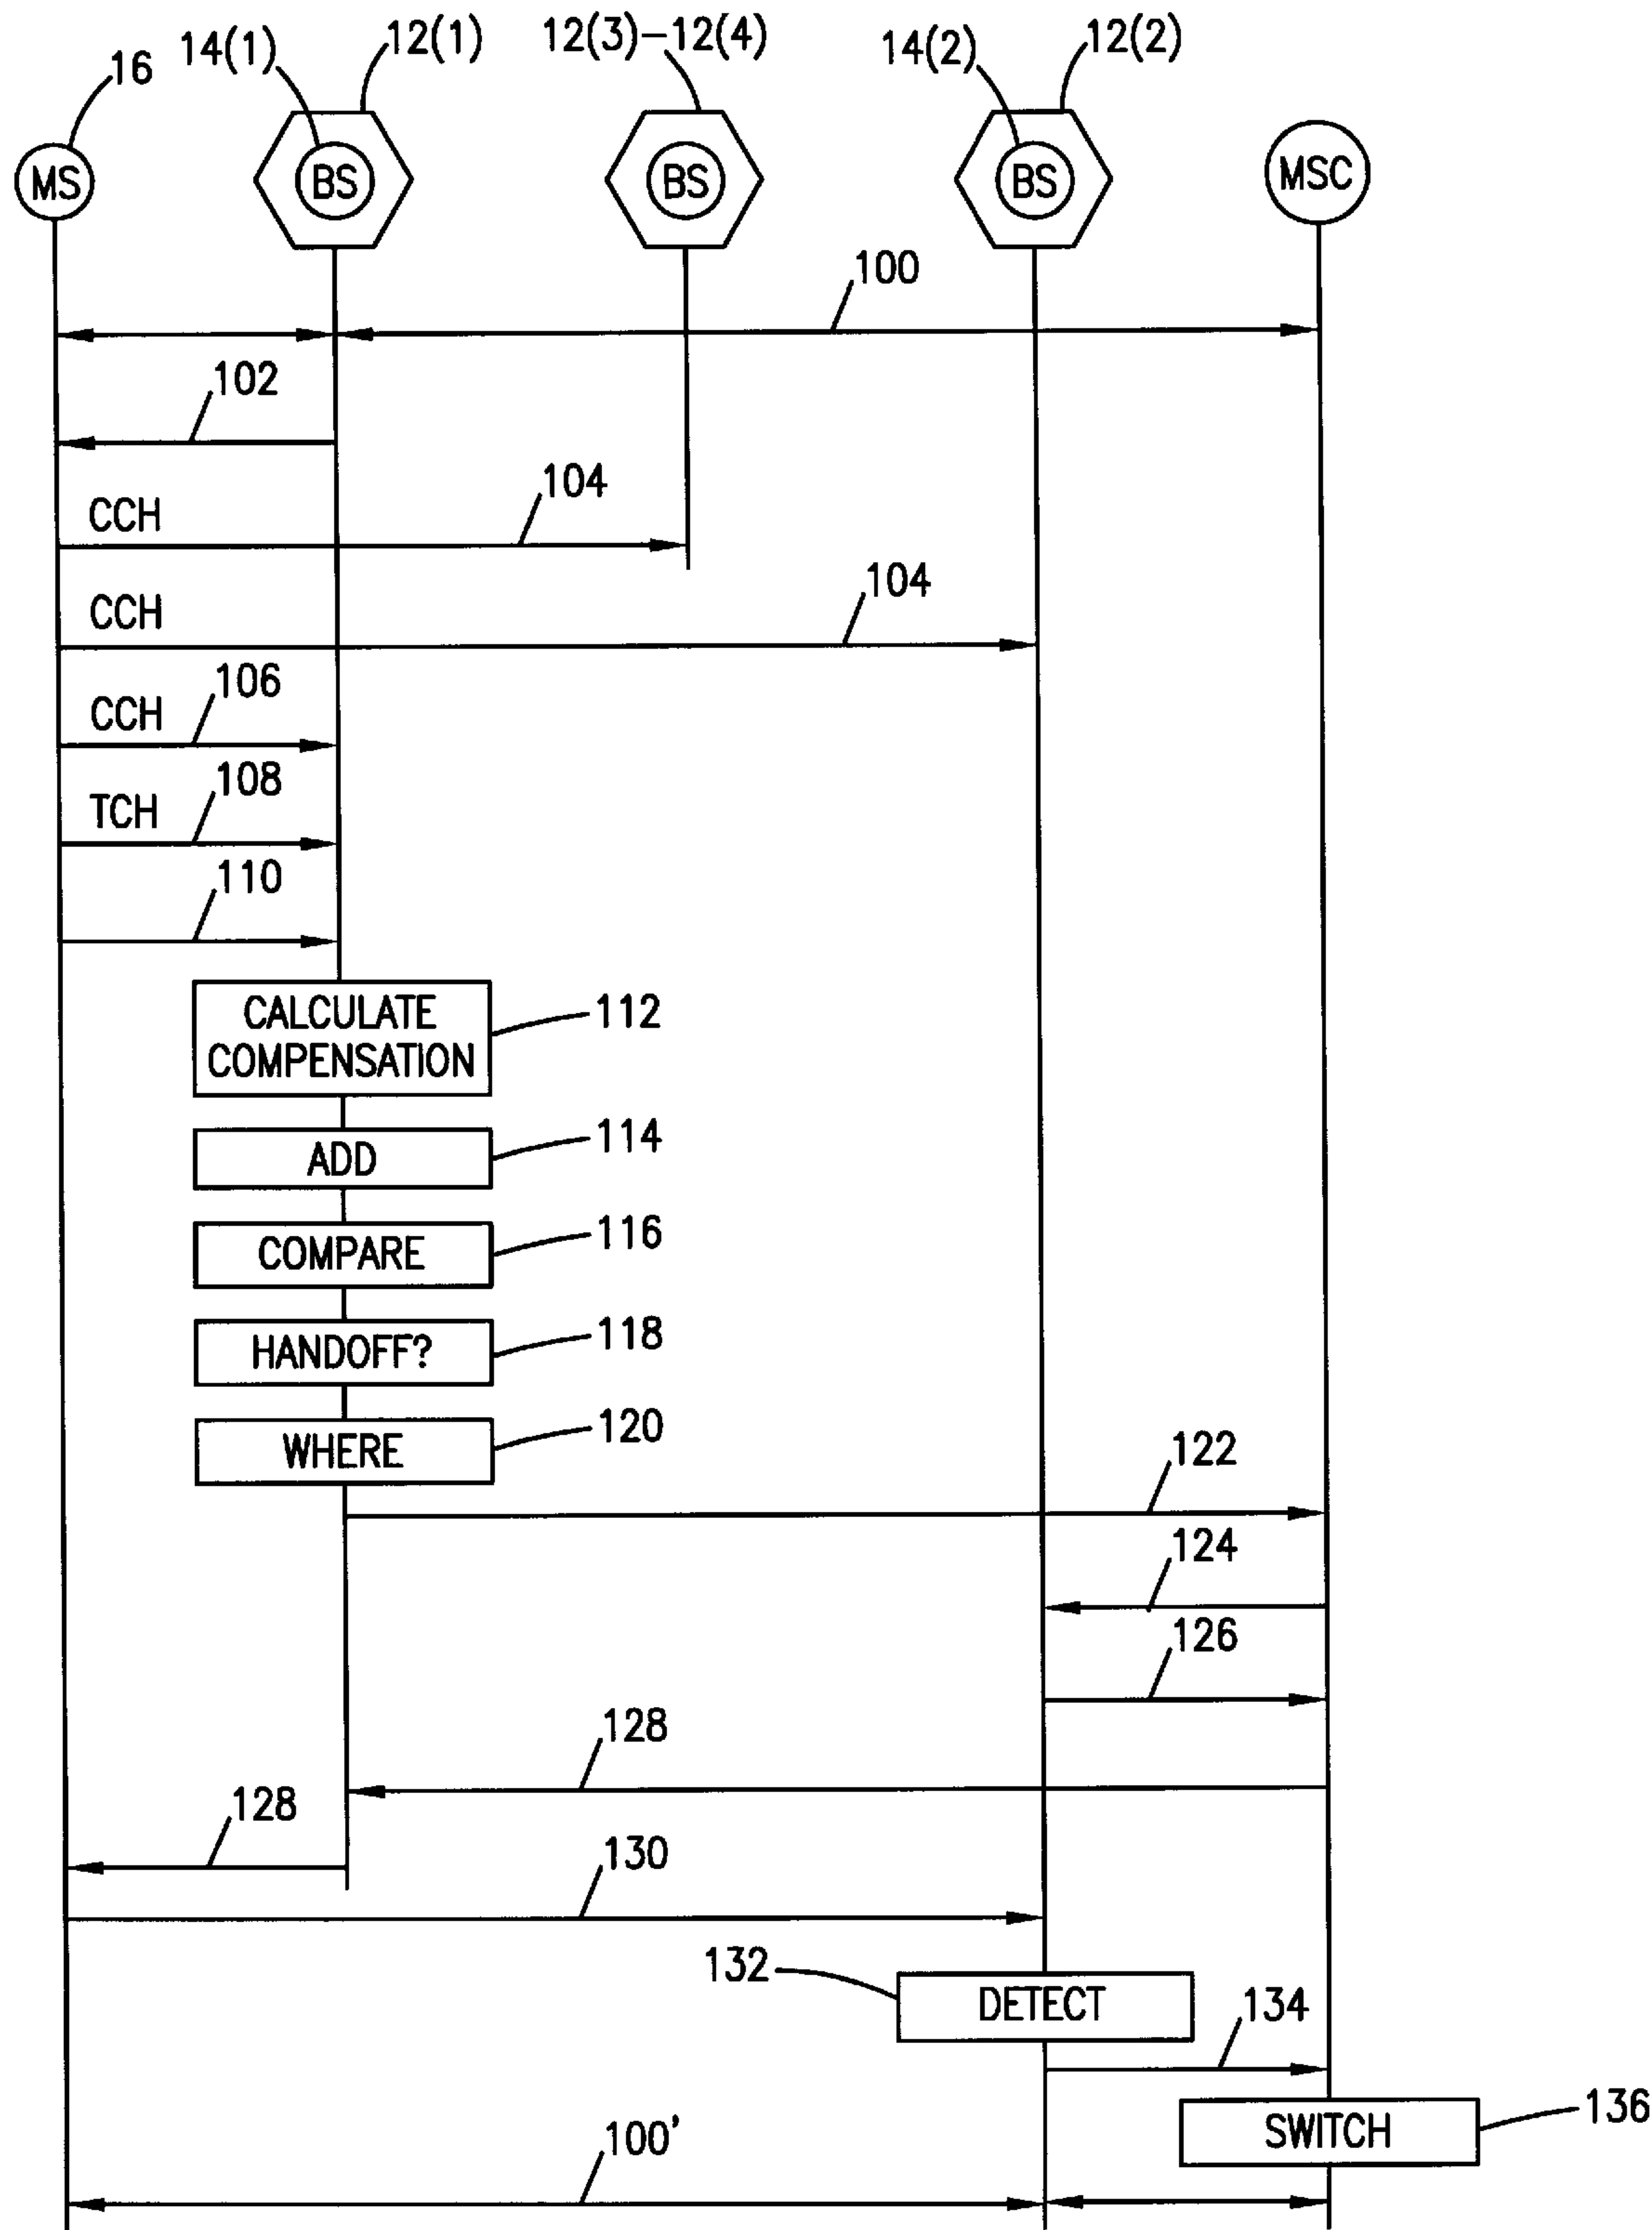 16
14(1)
12(1)
12(3)-12(4)
14(2)
12(2)
MS
BS
BS
BS
MSC
100
102
CCH
104
CCH
104
CCH
106
TCH
108
110
CALCULATE
COMPENSATION
112
ADD
114
COMPARE
116
HANDOFF?
118
WHERE
120
122
124
126
128
128
130
132
DETECT
134
SWITCH
136
100'